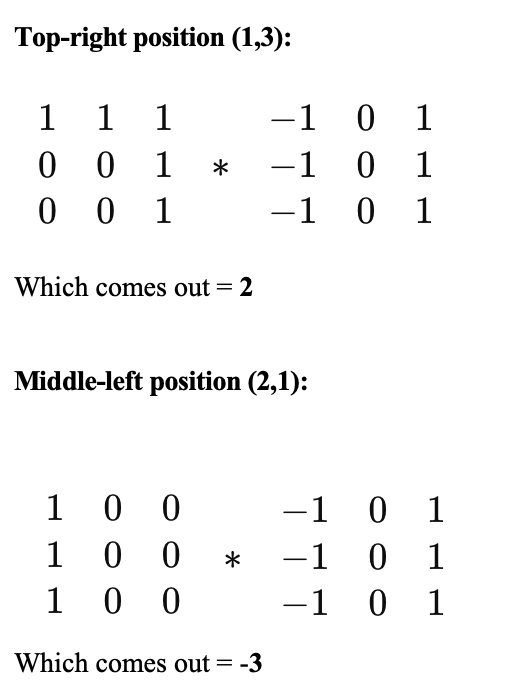 Top-right position (1,3):
1 1 1 −1 0 1
0 0 1 * −1 0 1
0 0 1 −1 0 1
Which comes out = 2
Middle-left position (2,1):
1 0 0 −1 0 1
1 0 0 * −1 0 1
1 0 0 −1 0 1
Which comes out = -3